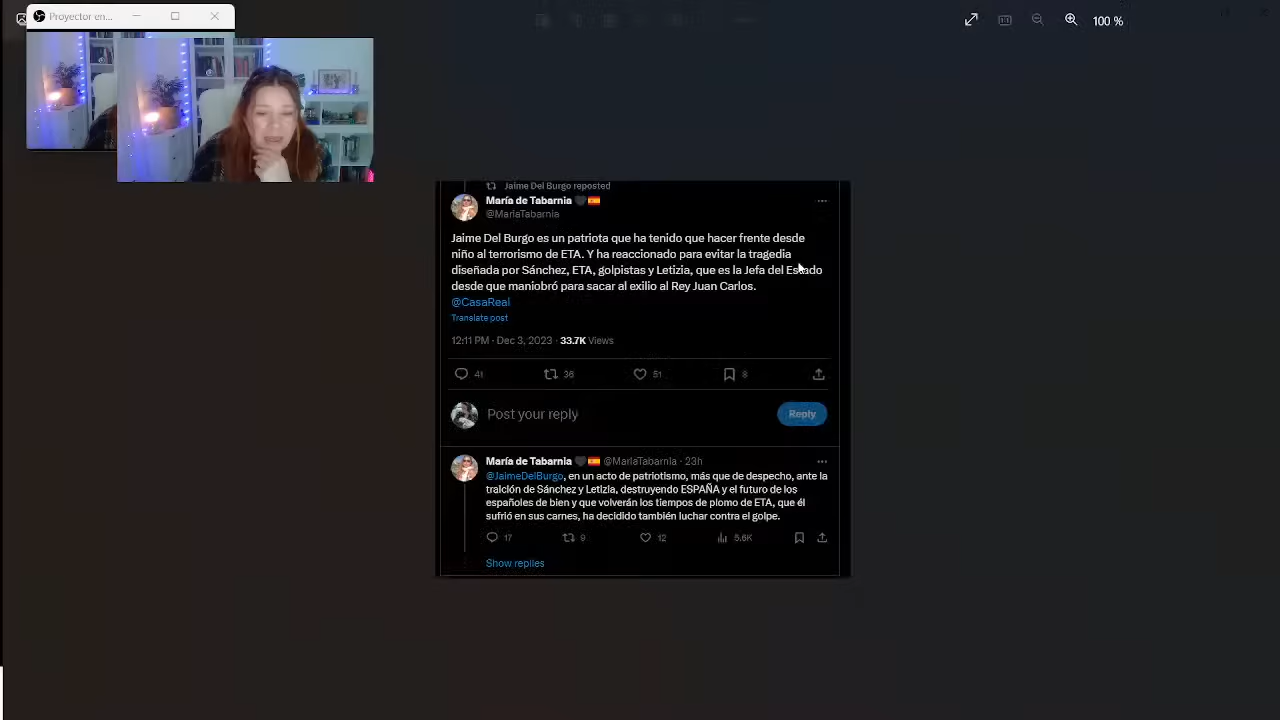 Proyector en...
100 %
Jaime Del Burgo reposted
María de Tabarnia
@MariaTabarnia
Jaime Del Burgo es un patriota que ha tenido que hacer frente desde
niño al terrorismo de ETA. Y ha reaccionado para evitar la tragedia
diseñada por Sánchez, ETA, golpistas y Letizia, que es la Jefa del Estado
desde que maniobró para sacar al exilio al Rey Juan Carlos.
@CasaReal
Translate post
12:11 PM · Dec 3, 2023 · 33.7K Views
41 36 51 8
Post your reply
Reply
María de Tabarnia @MariaTabarnia · 23h
@JaimeDelBurgo, en un acto de patriotismo, más que de despecho, ante la
traición de Sánchez y Letizia, destruyendo ESPAÑA y el futuro de los
españoles de bien y que volverán los tiempos de plomo de ETA, que él
sufrió en sus carnes, ha decidido también luchar contra el golpe.
17 9 12 5.6K
Show replies